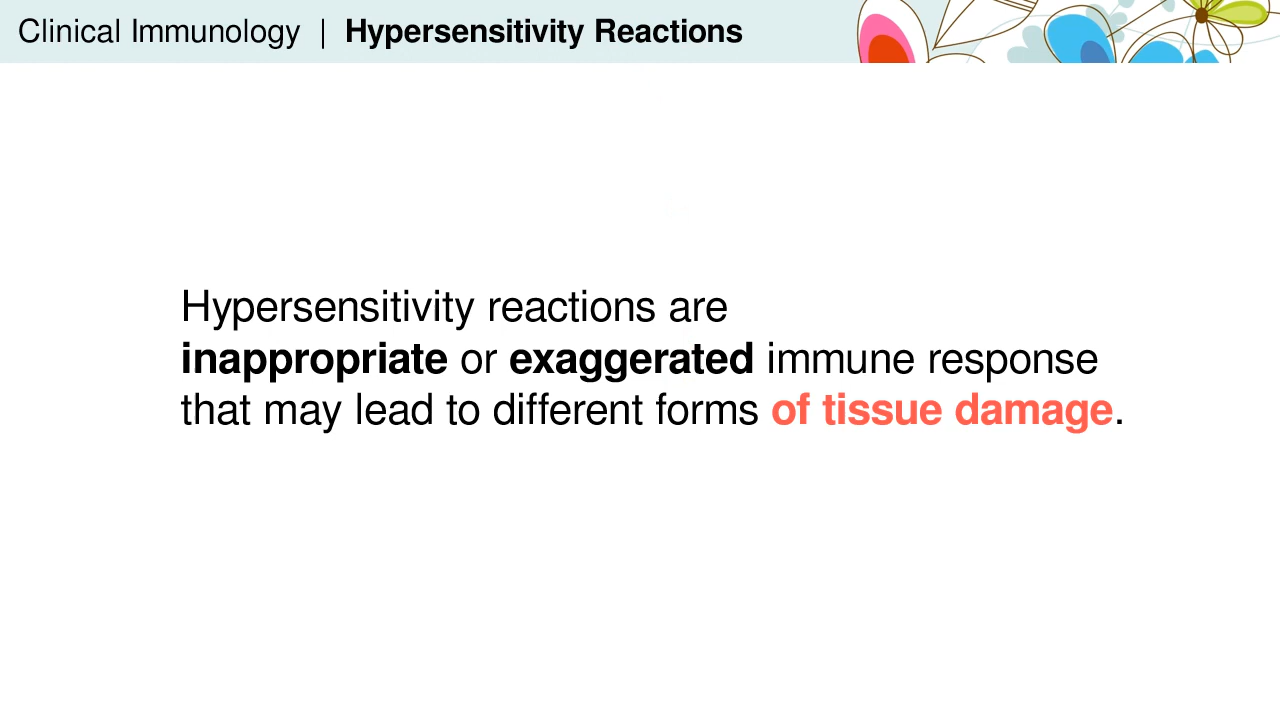 Clinical Immunology | Hypersensitivity Reactions
Hypersensitivity reactions are
inappropriate or exaggerated immune response
that may lead to different forms of tissue damage.